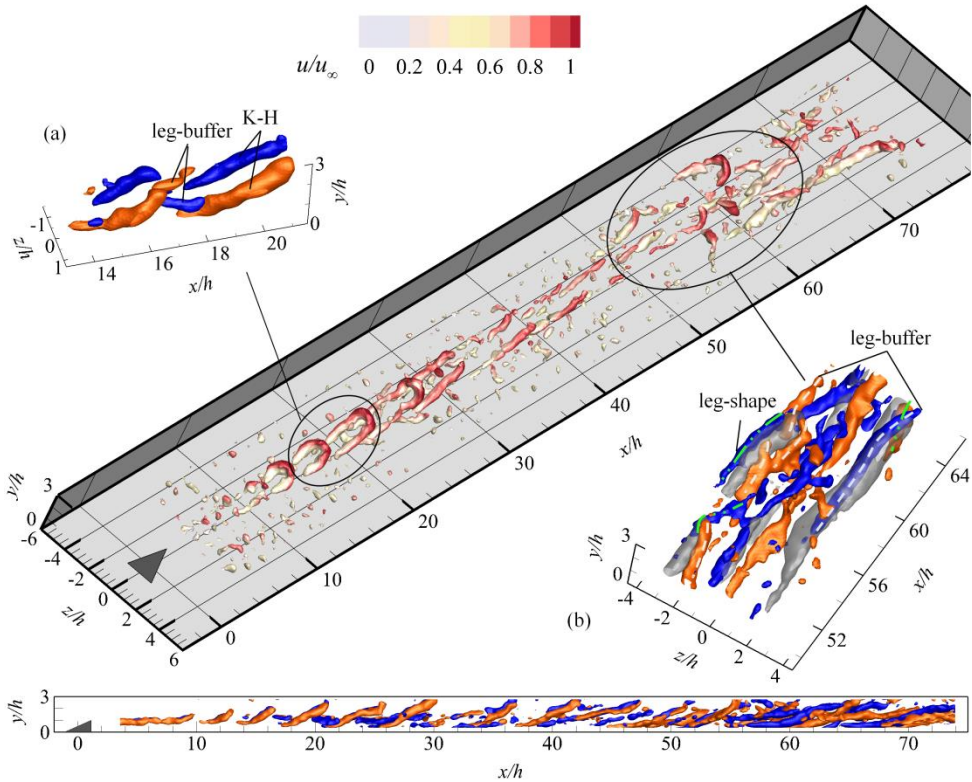 u/u∞ 0 0.2 0.4 0.6 0.8 1
(a)
K-H
leg-buffer
3
0
y/h
-1
0
1
z/h
14 16 18 20
x/h
70
60
50
40
30
20
10
0
x/h
y/h
3
0
-6
-4
-2
0
2
4
6
z/h
leg-buffer
leg-shape
64
60
56
52
x/h
y/h
3
0
-4
-2
0
2
4
z/h
(b)
y/h
3
0
0 10 20 30 40 50 60 70
x/h